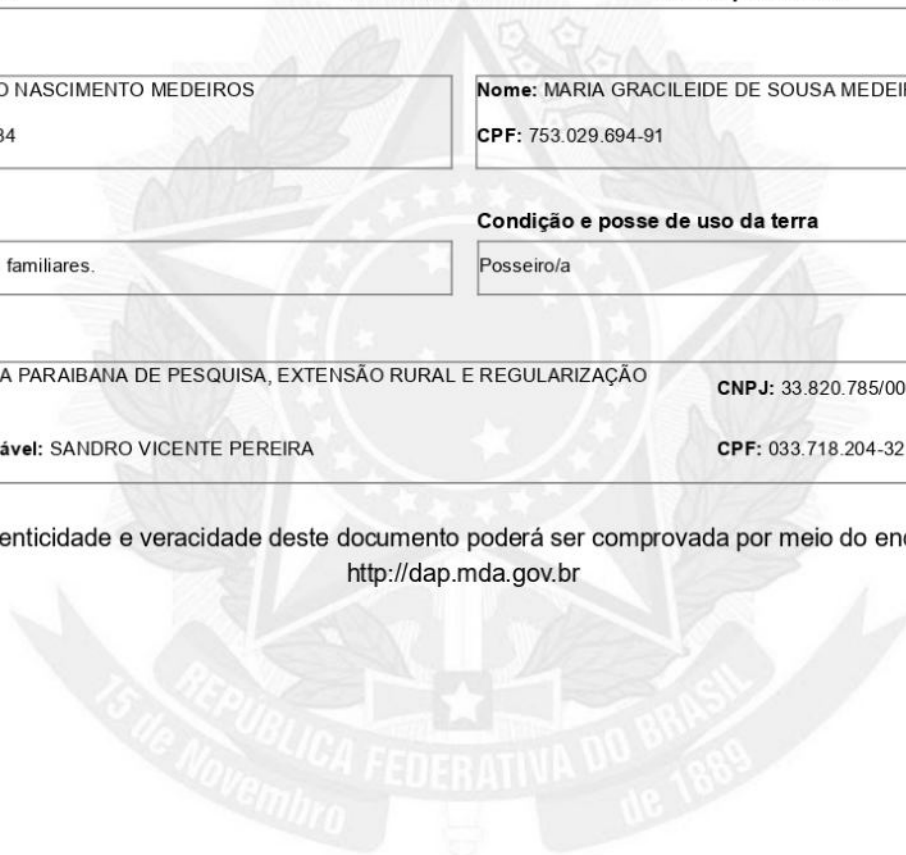 O NASCIMENTO MEDEIROS
Nome: MARIA GRACILEIDE DE SOUSA MEDEI
34
CPF: 753.029.694-91
Condição e posse de uso da terra
familiares.
Posseiro/a
A PARAIBANA DE PESQUISA, EXTENSÃO RURAL E REGULARIZAÇÃO
CNPJ: 33.820.785/00
ável: SANDRO VICENTE PEREIRA
CPF: 033.718.204-32
enticidade e veracidade deste documento poderá ser comprovada por meio do en
http://dap.mda.gov.br
REPÚBLICA FEDERATIVA DO BRASIL
15 de Novembro de 1889